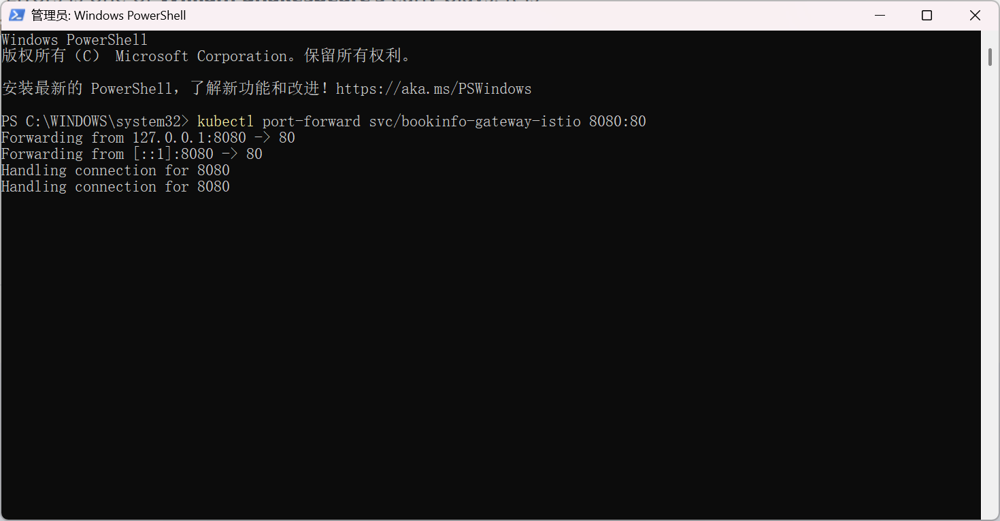 管理员: Windows PowerShell
Windows PowerShell
版权所有（C） Microsoft Corporation。保留所有权利。
安装最新的 PowerShell，了解新功能和改进！https://aka.ms/PSWindows
PS C:\WINDOWS\system32> kubectl port-forward svc/bookinfo-gateway-istio 8080:80
Forwarding from 127.0.0.1:8080 -> 80
Forwarding from [::1]:8080 -> 80
Handling connection for 8080
Handling connection for 8080